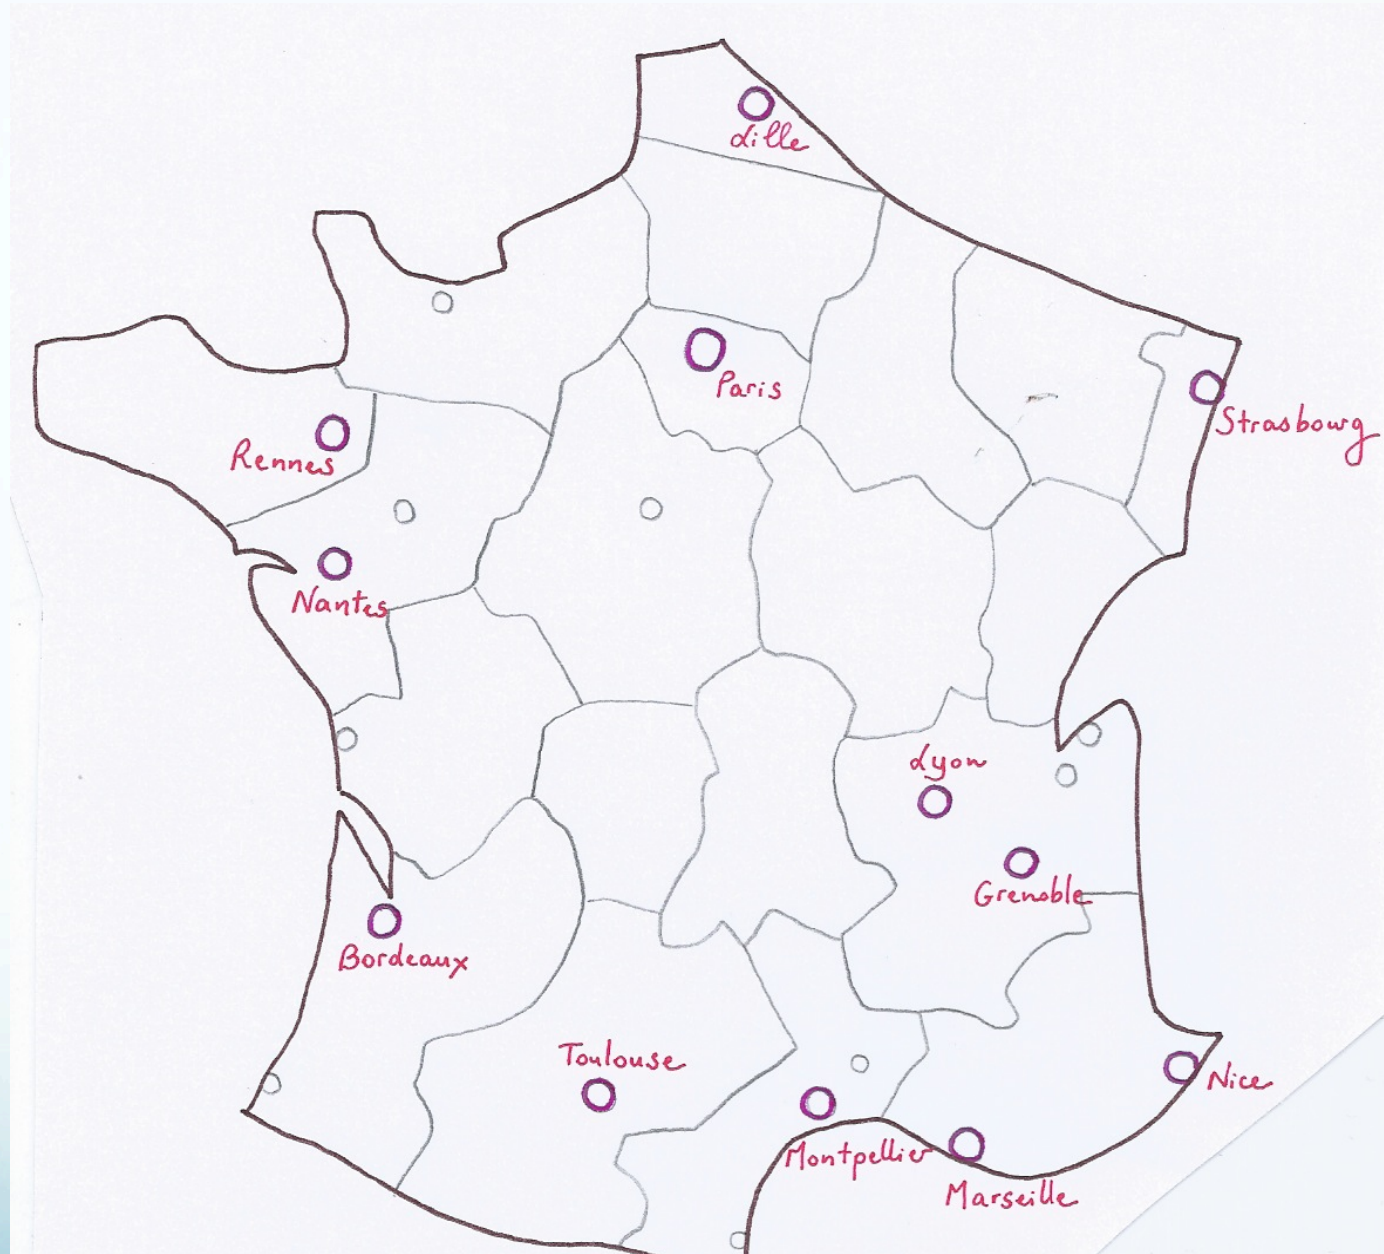 Lille
Paris
Strasbourg
Rennes
Nantes
Lyon
Grenoble
Bordeaux
Toulouse
Nice
Montpellier
Marseille